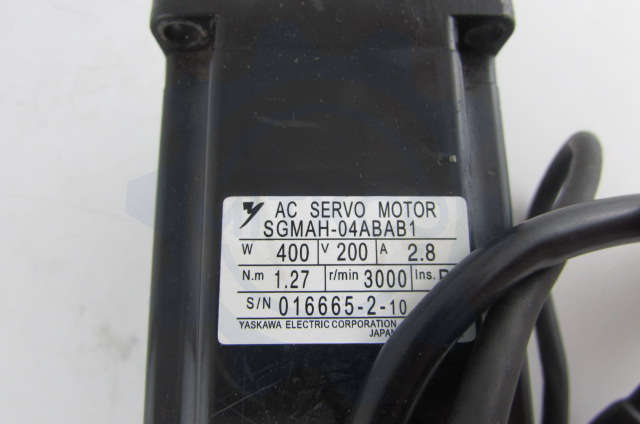 AC SERVO MOTOR
SGMAH-04ABAB1
W 400 V 200 A 2.8
N.m 1.27 r/min 3000 Ins.
S/N 016665-2-10
YASKAWA ELECTRIC CORPORATION
JAPAN